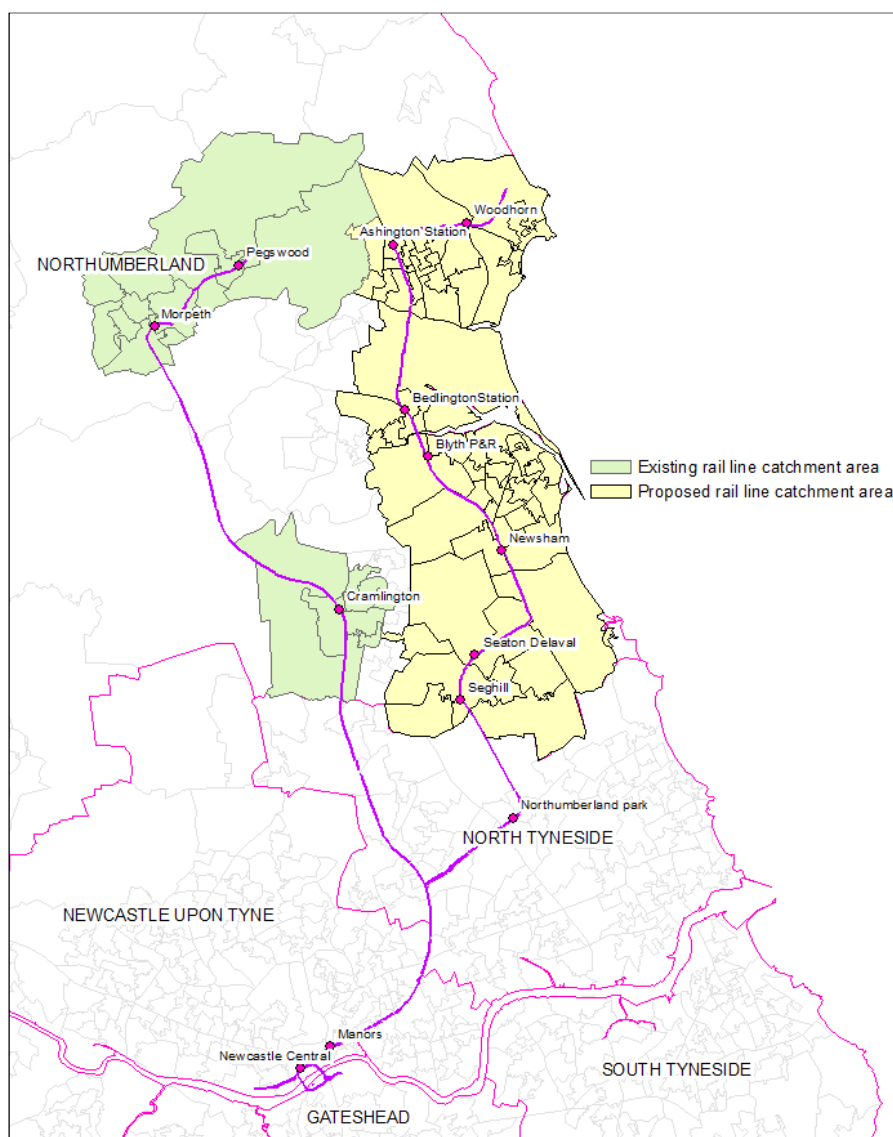 Woodhorn
Ashington Station
Pegswood
NORTHUMBERLAND
Morpeth
BedlingtonStation
Blyth P&R
Existing rail line catchment area
Proposed rail line catchment area
Newsham
Cramlington
Seaton Delaval
Seghill
Northumberland park
NORTH TYNESIDE
NEWCASTLE UPON TYNE
Manors
Newcastle Central
SOUTH TYNESIDE
GATESHEAD